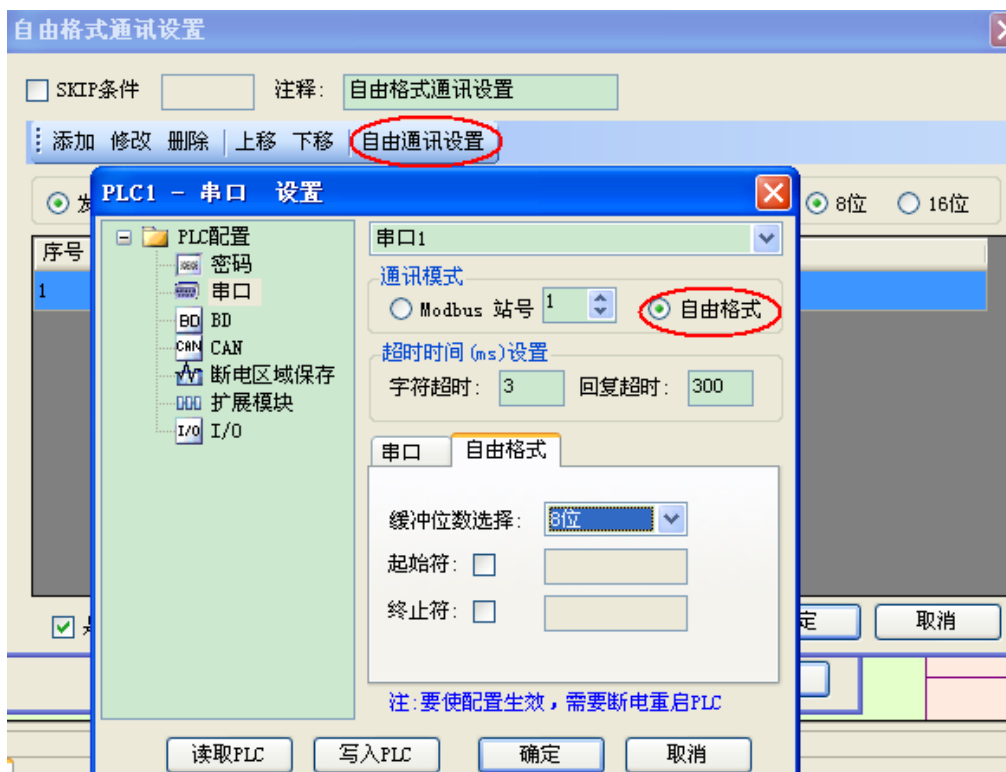 自由格式通讯设置
SKIP条件 注释: 自由格式通讯设置
添加 修改 删除 上移 下移 自由通讯设置
8位 16位
序号
1
PLC1 - 串口 设置
PLC配置
密码
串口
BD BD
CAN CAN
断电区域保存
扩展模块
I/O I/O
串口1
通讯模式
Modbus 站号 1 自由格式
超时时间(ms)设置
字符超时: 3 回复超时: 300
串口 自由格式
缓冲位数选择: 8位
起始符:
终止符:
注:要使配置生效,需要断电重启PLC
读取PLC 写入PLC 确定 取消
定 取消